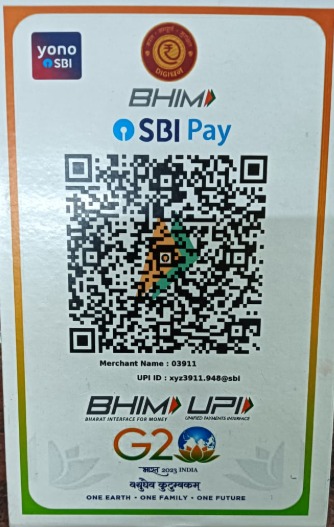 yono
SBI
DIGIधन
BHIM
SBI Pay
Merchant Name : 03911
UPI ID : xyz3911.948@sbi
BHIM UPI
BHARAT INTERFACE FOR MONEY UNIFIED PAYMENTS INTERFACE
G20
भारत 2023 INDIA
वसुधैव कुटुम्बकम्
ONE EARTH • ONE FAMILY • ONE FUTURE